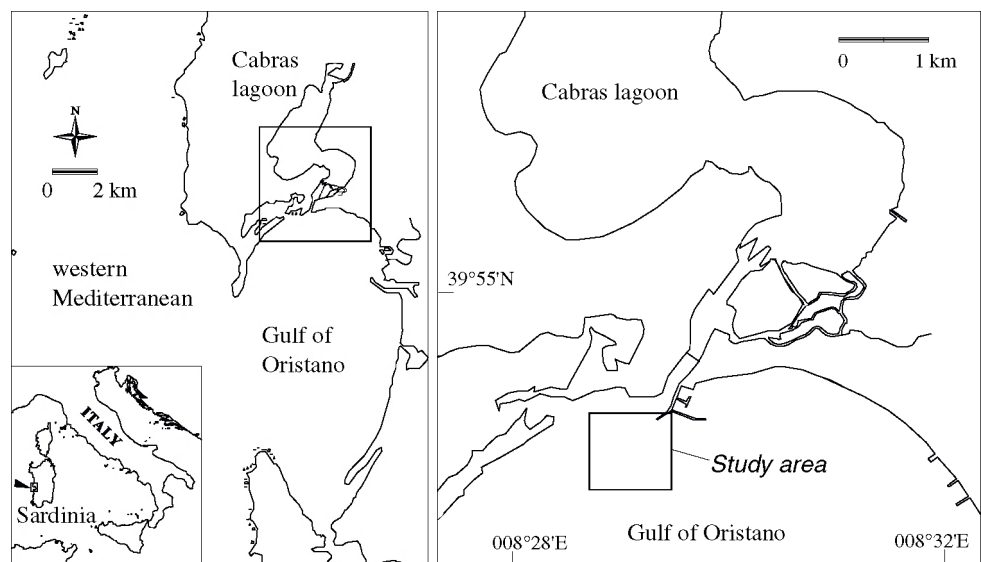 Cabras
lagoon
N
0 2 km
western
Mediterranean
Gulf of
Oristano
ITALY
Sardinia
0 1 km
Cabras lagoon
39°55'N
Study area
Gulf of Oristano
008°28'E
008°32'E